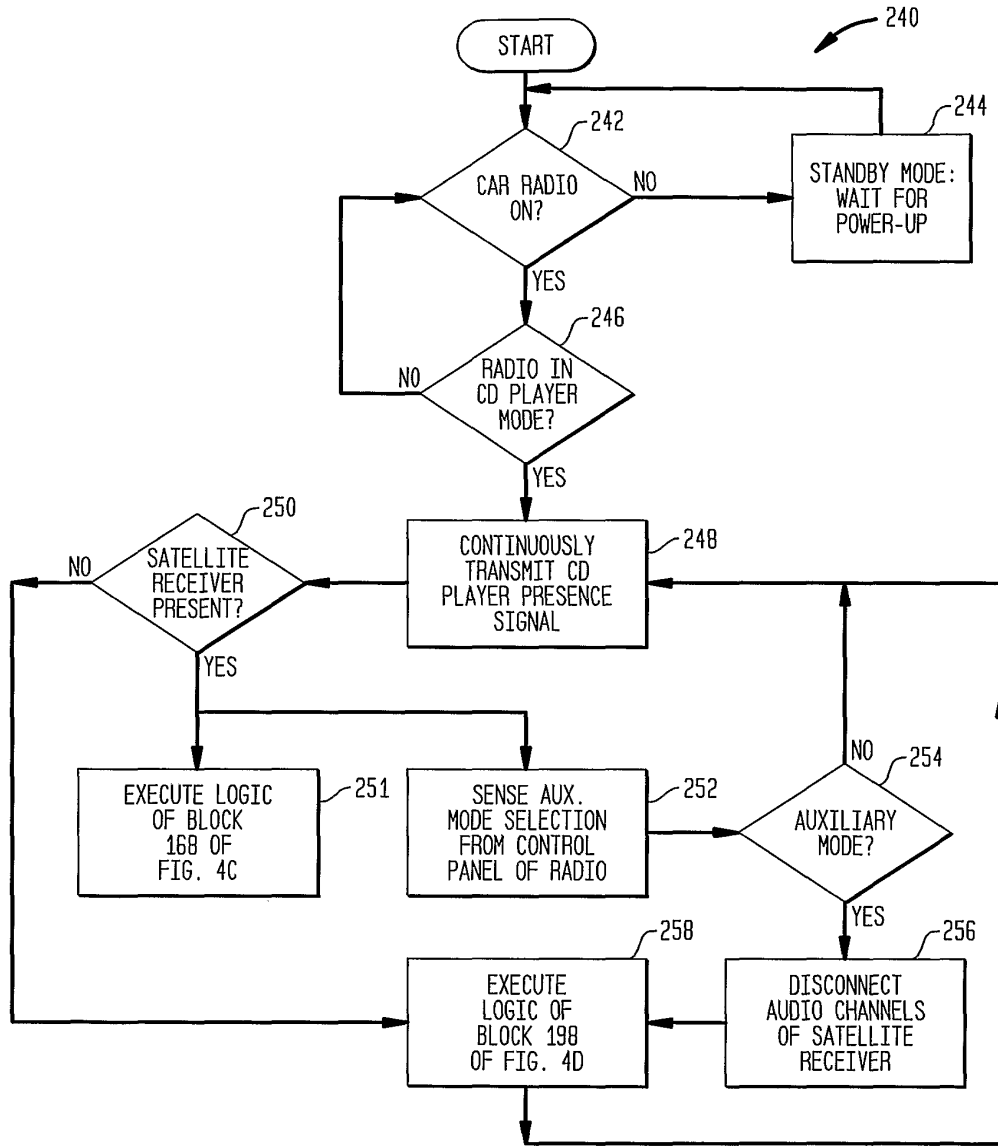 240
START
244
242
STANDBY MODE:
WAIT FOR
POWER-UP
CAR RADIO
ON?
NO
YES
246
RADIO IN
CD PLAYER
MODE?
NO
YES
250
248
SATELLITE
RECEIVER
PRESENT?
NO
CONTINUOUSLY
TRANSMIT CD
PLAYER PRESENCE
SIGNAL
YES
NO
251
EXECUTE LOGIC
OF BLOCK
168 OF
FIG. 4C
252
SENSE AUX.
MODE SELECTION
FROM CONTROL
PANEL OF RADIO
254
AUXILIARY
MODE?
YES
258
EXECUTE
LOGIC OF
BLOCK 198
OF FIG. 4D
256
DISCONNECT
AUDIO CHANNELS
OF SATELLITE
RECEIVER